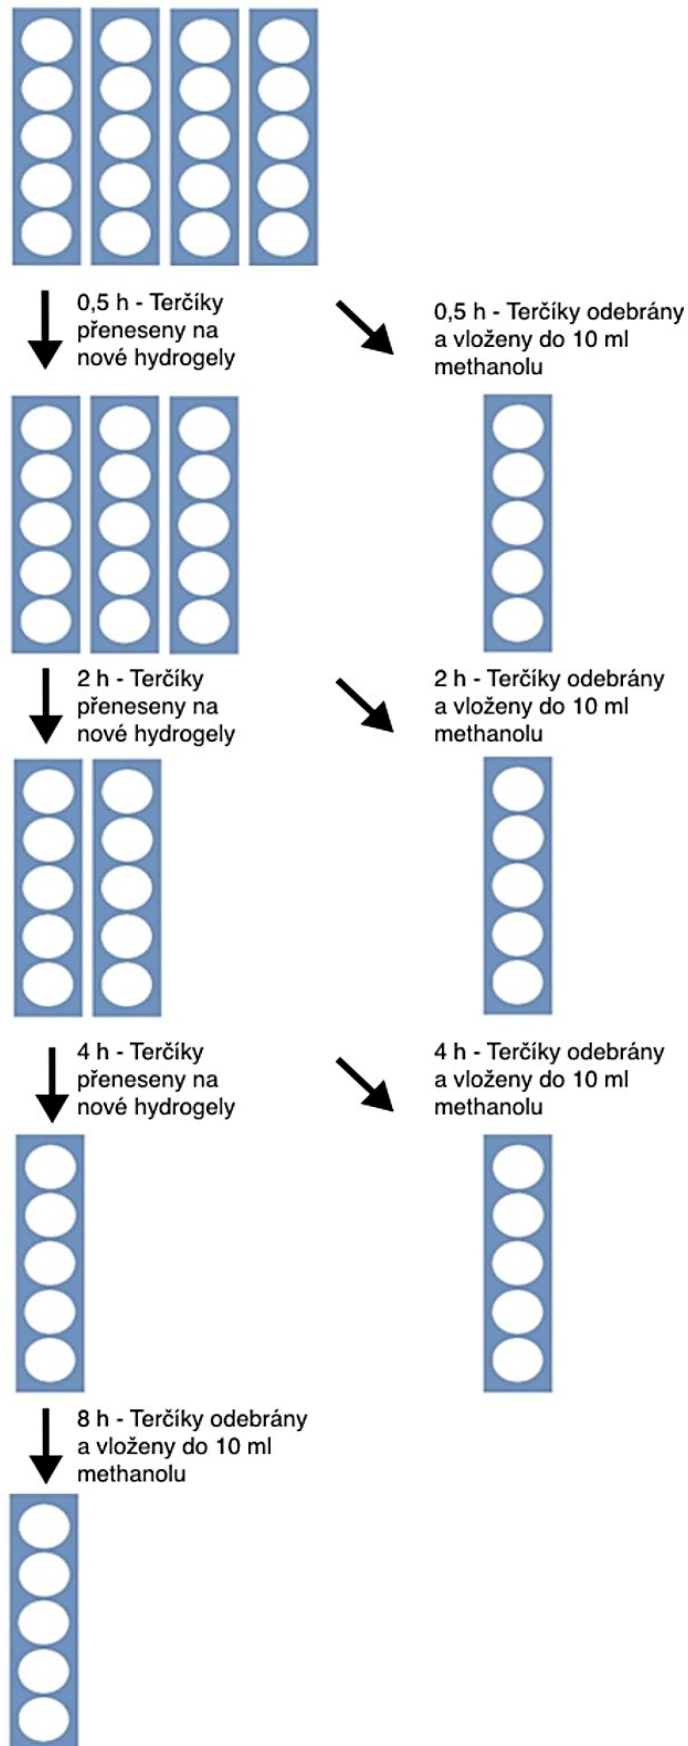 0,5 h - Terčíky
přeneseny na
nové hydrogely
0,5 h - Terčíky odebrány
a vloženy do 10 ml
methanolu
2 h - Terčíky
přeneseny na
nové hydrogely
2 h - Terčíky odebrány
a vloženy do 10 ml
methanolu
4 h - Terčíky
přeneseny na
nové hydrogely
4 h - Terčíky odebrány
a vloženy do 10 ml
methanolu
8 h - Terčíky odebrány
a vloženy do 10 ml
methanolu